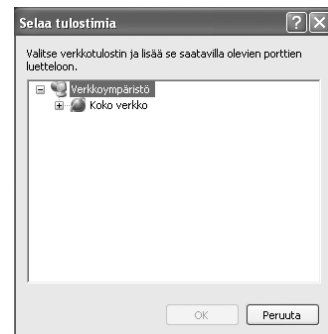 Selaa tulostimia
Valitse verkkotulostin ja lisää se saatavilla olevien porttien
luetteloon.
Verkkoympäristö
Koko verkko
OK
Peruuta